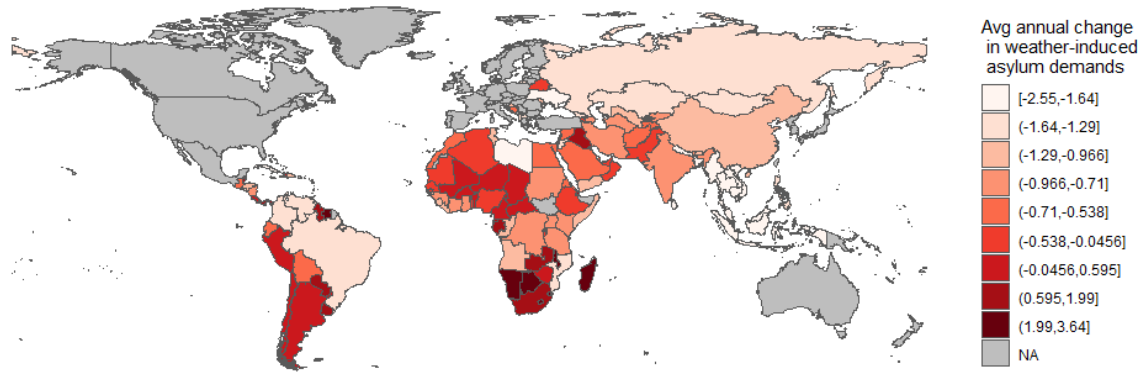 Avg annual change
in weather-induced
asylum demands
[-2.55,-1.64]
(-1.64,-1.29]
(-1.29,-0.966]
(-0.966,-0.71]
(-0.71,-0.538]
(-0.538,-0.0456]
(-0.0456,0.595]
(0.595,1.99]
(1.99,3.64]
NA